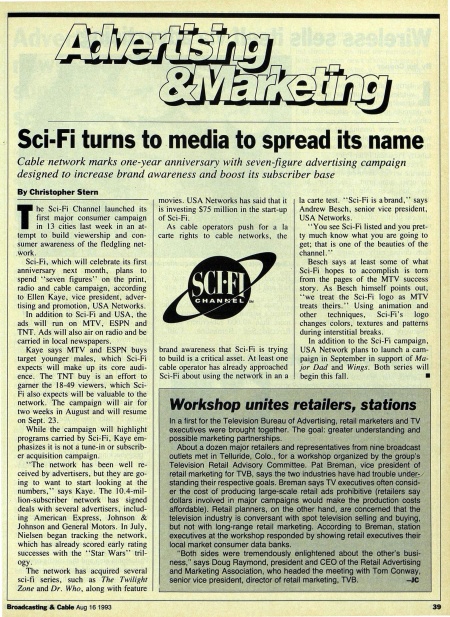 Advertising
&Marketing
Sci-Fi turns to media to spread its name
Cable network marks one-year anniversary with seven-figure advertising campaign
designed to increase brand awareness and boost its subscriber base
By Christopher Stern
The Sci-Fi Channel launched its
first major consumer campaign
in 13 cities last week in an at-
tempt to build viewership and con-
sumer awareness of the fledgling net-
work.
Sci-Fi, which will celebrate its first
anniversary next month, plans to
spend ''seven figures'' on the print,
radio and cable campaign, according
to Ellen Kaye, vice president, adver-
tising and promotion, USA Networks.
In addition to Sci-Fi and USA, the
ads will run on MTV, ESPN and
TNT. Ads will also air on radio and be
carried in local newspapers.
Kaye says MTV and ESPN buys
target younger males, which Sci-Fi
expects will make up its core audi-
ence. The TNT buy is an effort to
garner the 18-49 viewers, which Sci-
Fi also expects will be valuable to the
network. The campaign will air for
two weeks in August and will resume
on Sept. 23.
While the campaign will highlight
programs carried by Sci-Fi, Kaye em-
phasizes it is not a tune-in or subscrib-
er acquisition campaign.
''The network has been well re-
ceived by advertisers, but they are go-
ing to want to start looking at the
numbers,'' says Kaye. The 10.4-mil-
lion-subscriber network has signed
deals with several advertisers, includ-
ing American Express, Johnson &
Johnson and General Motors. In July,
Nielsen began tracking the network,
which has already scored early rating
successes with the ''Star Wars'' tril-
ogy.
The network has acquired several
sci-fi series, such as The Twilight
Zone and Dr. Who, along with feature
movies. USA Networks has said that it
is investing $75 million in the start-up
of Sci-Fi.
As cable operators push for a la
carte rights to cable networks, the
SCI-FI
CHANNEL
TM
brand awareness that Sci-Fi is trying
to build is a critical asset. At least one
cable operator has already approached
Sci-Fi about using the network in an a
la carte test. ''Sci-Fi is a brand,'' says
Andrew Besch, senior vice president,
USA Networks.
''You see Sci-Fi listed and you pret-
ty much know what you are going to
get; that is one of the beauties of the
channel.''
Besch says at least some of what
Sci-Fi hopes to accomplish is torn
from the pages of the MTV success
story. As Besch himself points out,
''we treat the Sci-Fi logo as MTV
treats theirs.'' Using animation and
other techniques, Sci-Fi's logo
changes colors, textures and patterns
during interstitial breaks.
In addition to the Sci-Fi campaign,
USA Network plans to launch a cam-
paign in September in support of Ma-
jor Dad and Wings. Both series will
begin this fall.
Workshop unites retailers, stations
In a first for the Television Bureau of Advertising, retail marketers and TV
executives were brought together. The goal: greater understanding and
possible marketing partnerships.
About a dozen major retailers and representatives from nine broadcast
outlets met in Telluride, Colo., for a workshop organized by the group's
Television Retail Advisory Committee. Pat Breman, vice president of
retail marketing for TVB, says the two industries have had trouble under-
standing their respective goals. Breman says TV executives often consid-
er the cost of producing large-scale retail ads prohibitive (retailers say
dollars involved in major campaigns would make the production costs
affordable). Retail planners, on the other hand, are concerned that the
television industry is conversant with spot television selling and buying,
but not with long-range retail marketing. According to Breman, station
executives at the workshop responded by showing retail executives their
local market consumer data banks.
"Both sides were tremendously enlightened about the other's busi-
ness," says Doug Raymond, president and CEO of the Retail Advertising
and Marketing Association, who headed the meeting with Tom Conway,
senior vice president, director of retail marketing, TVB. –JC
Broadcasting & Cable Aug 16 1993 39